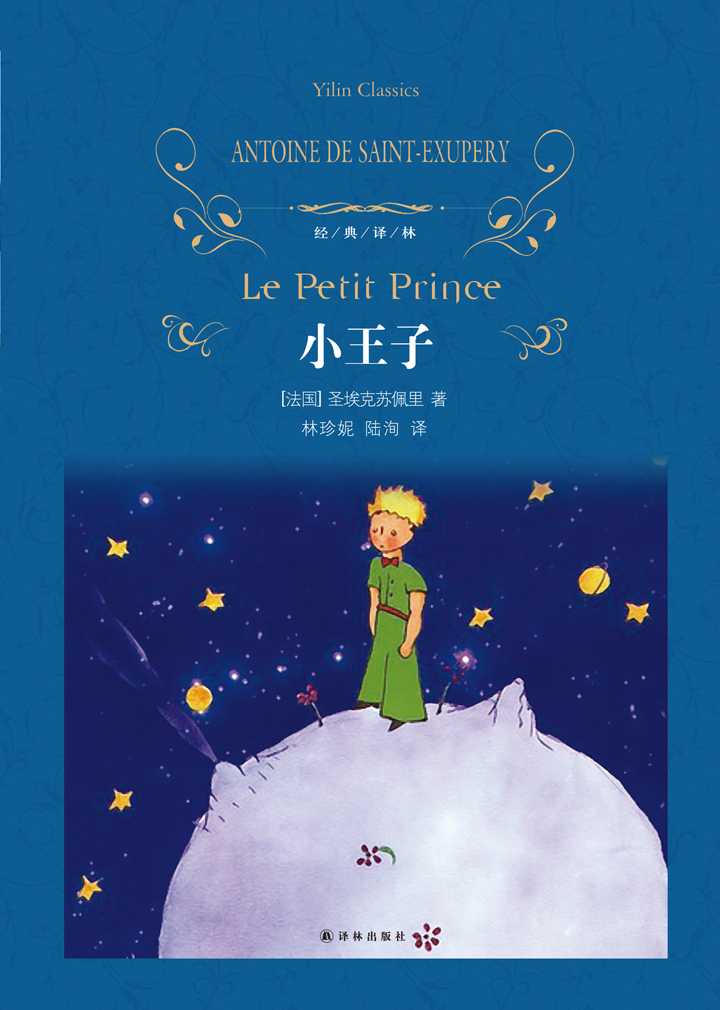 Yilin Classics
ANTOINE DE SAINT-EXUPERY
经/典/译/林
Le Petit Prince
小王子
[法国] 圣埃克苏佩里 著
林珍妮 陆洵 译
译林出版社